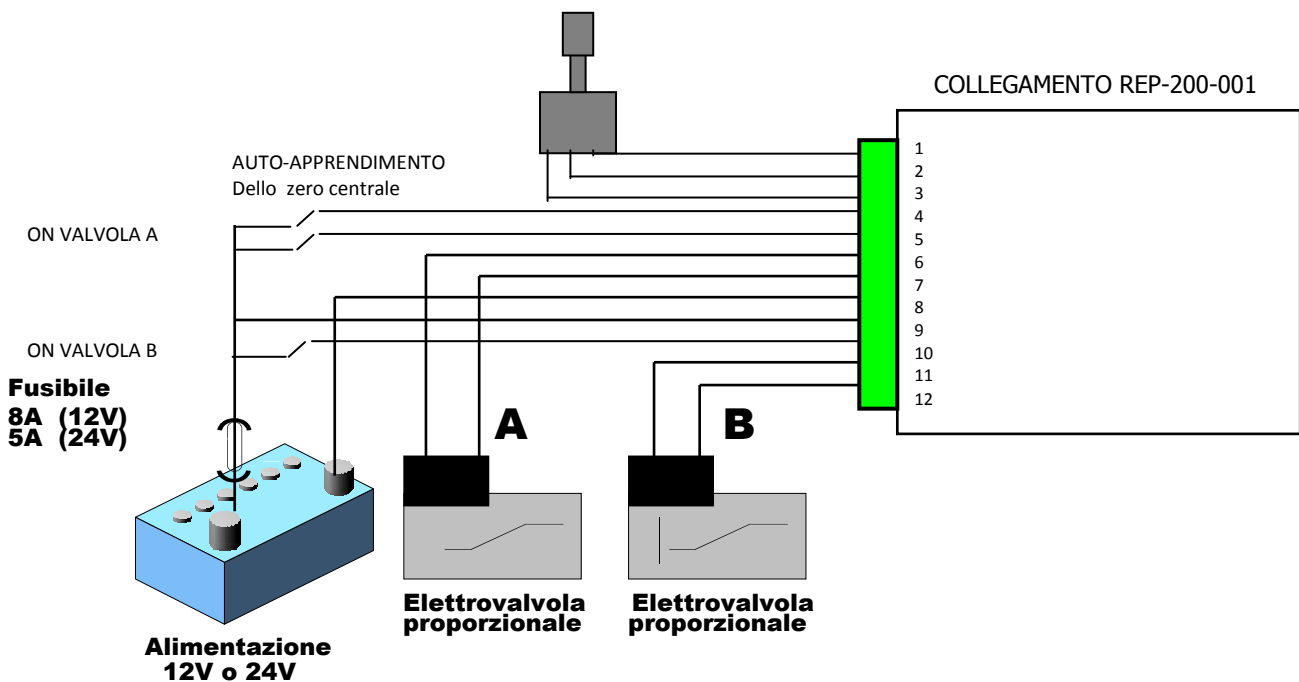 COLLEGAMENTO REP-200-001
AUTO-APPRENDIMENTO
Dello zero centrale
ON VALVOLA A
ON VALVOLA B
Fusibile
8A (12V)
5A (24V)
1
2
3
4
5
6
7
8
9
10
11
12
A
B
Elettrovalvola
proporzionale
Elettrovalvola
proporzionale
Alimentazione
12V o 24V